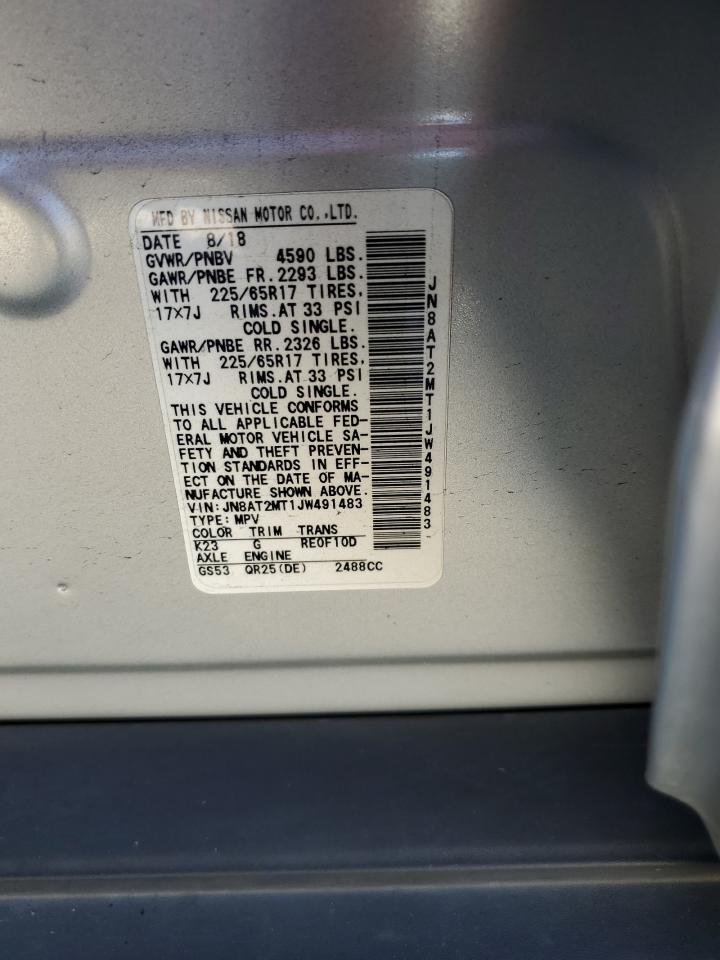 MFD BY NISSAN MOTOR CO.,LTD.
DATE 8/18
GVWR/PNBV 4590 LBS.
GAWR/PNBE FR.2293 LBS.
WITH 225/65R17 TIRES,
17×7J RIMS.AT 33 PSI
COLD SINGLE.
GAWR/PNBE RR.2326 LBS.
WITH 225/65R17 TIRES,
17×7J RIMS.AT 33 PSI
COLD SINGLE.
THIS VEHICLE CONFORMS
TO ALL APPLICABLE FED-
ERAL MOTOR VEHICLE SA-
FETY AND THEFT PREVEN-
TION STANDARDS IN EFF-
ECT ON THE DATE OF MA-
NUFACTURE SHOWN ABOVE.
VIN:JN8AT2MT1JW491483
TYPE:MPV
COLOR TRIM TRANS
K23 G RE0F10D
AXLE ENGINE
GS53 QR25(DE) 2488CC
JN8AT2MT1JW491483